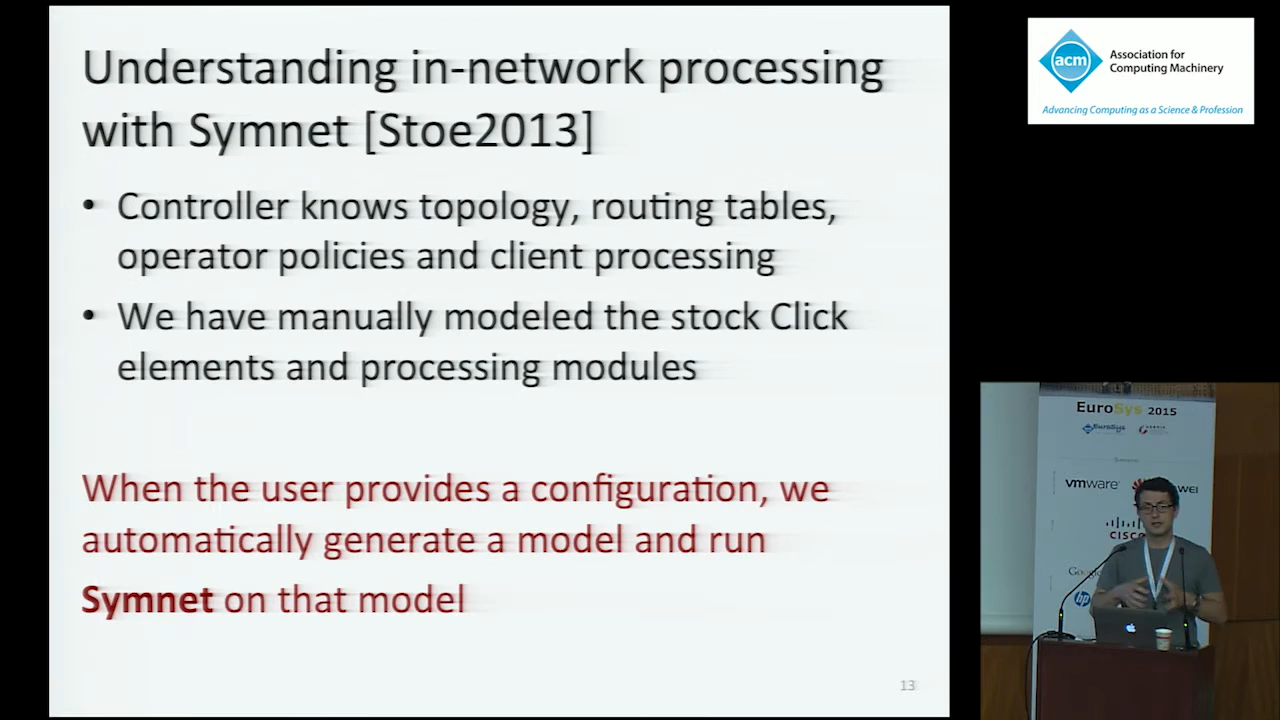 Understanding in-network processing
with Symnet [Stoe2013]
• Controller knows topology, routing tables,
operator policies and client processing
• We have manually modeled the stock Click
elements and processing modules
When the user provides a configuration, we
automatically generate a model and run
Symnet on that model
13
acm
Association for
Computing Machinery
Advancing Computing as a Science & Profession
EuroSys 2015
EuroSys
vmware
CISCO
Google
hp